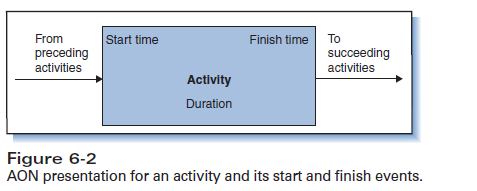 From
preceding
activities
Start time
Finish time
Activity
Duration
To
succeeding
activities
Figure 6-2
AON presentation for an activity and its start and finish events.